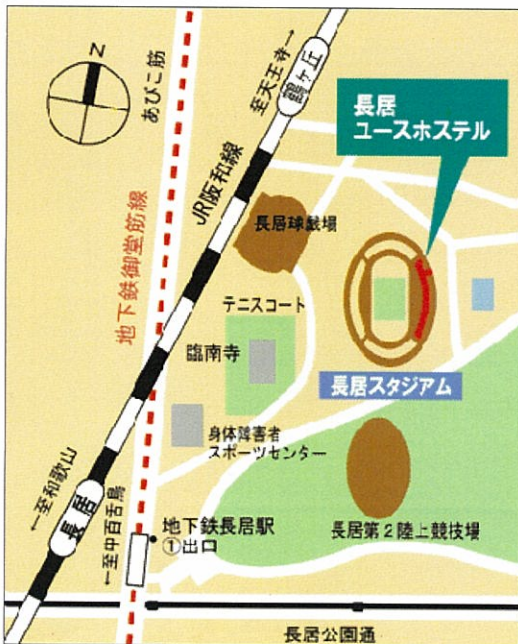 N
あびこ筋
至天王寺→
鶴ヶ丘
長居
ユースホステル
JR阪和線
地下鉄御堂筋線
長居球戯場
テニスコート
臨南寺
長居スタジアム
身体障害者
スポーツセンター
←至和歌山
長居
←至中百舌鳥
地下鉄長居駅
①出口
長居第2陸上競技場
長居公園通